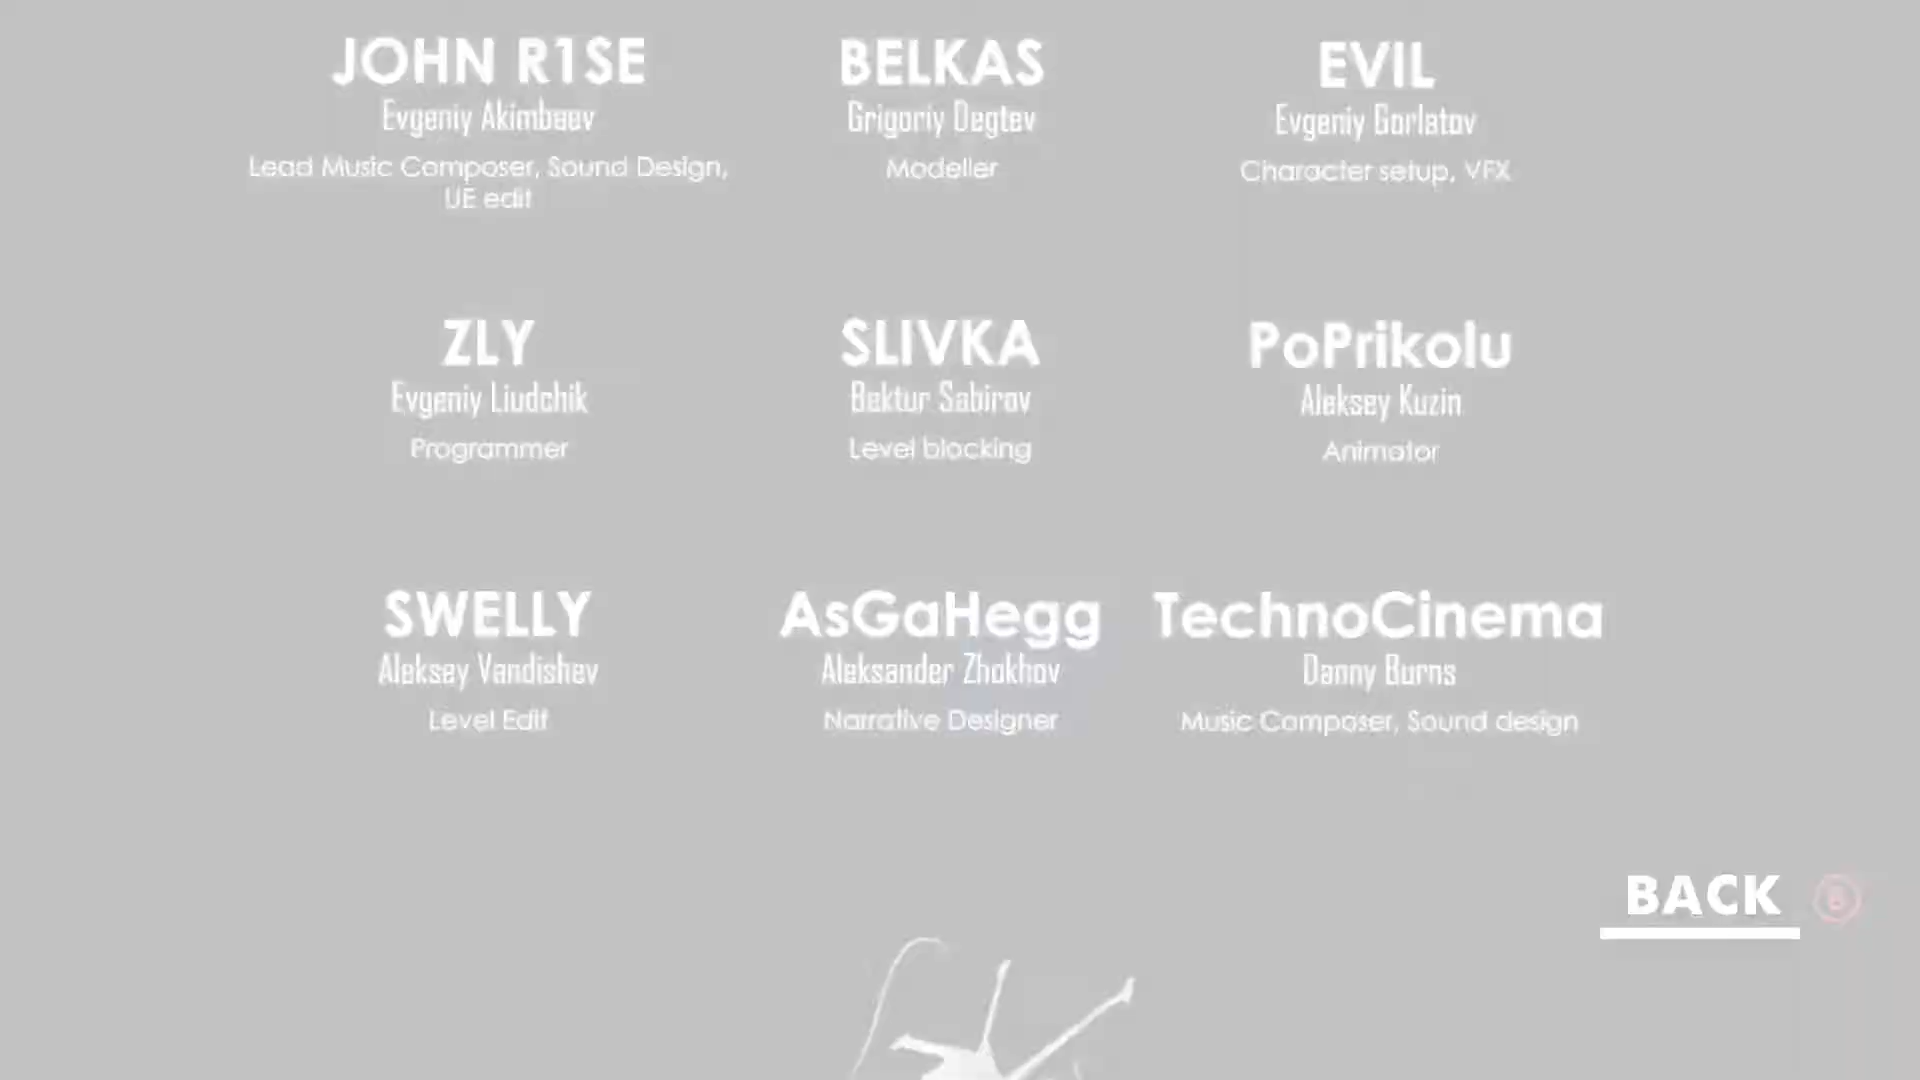 JOHN R1SE
Evgeniy Akimbaev
Lead Music Composer, Sound Design,
UE edit
BELKAS
Grigoriy Degtev
Modeller
EVIL
Evgeniy Gorlatov
Character setup, VFX
ZLY
Evgeniy Liudchik
Programmer
SLIVKA
Bektur Sabirov
Level blocking
PoPrikolu
Aleksey Kuzin
Animator
SWELLY
Aleksey Vandishev
Level Edit
AsGaHegg
Aleksander Zhokhov
Narrative Designer
TechnoCinema
Danny Burns
Music Composer, Sound design
BACK B